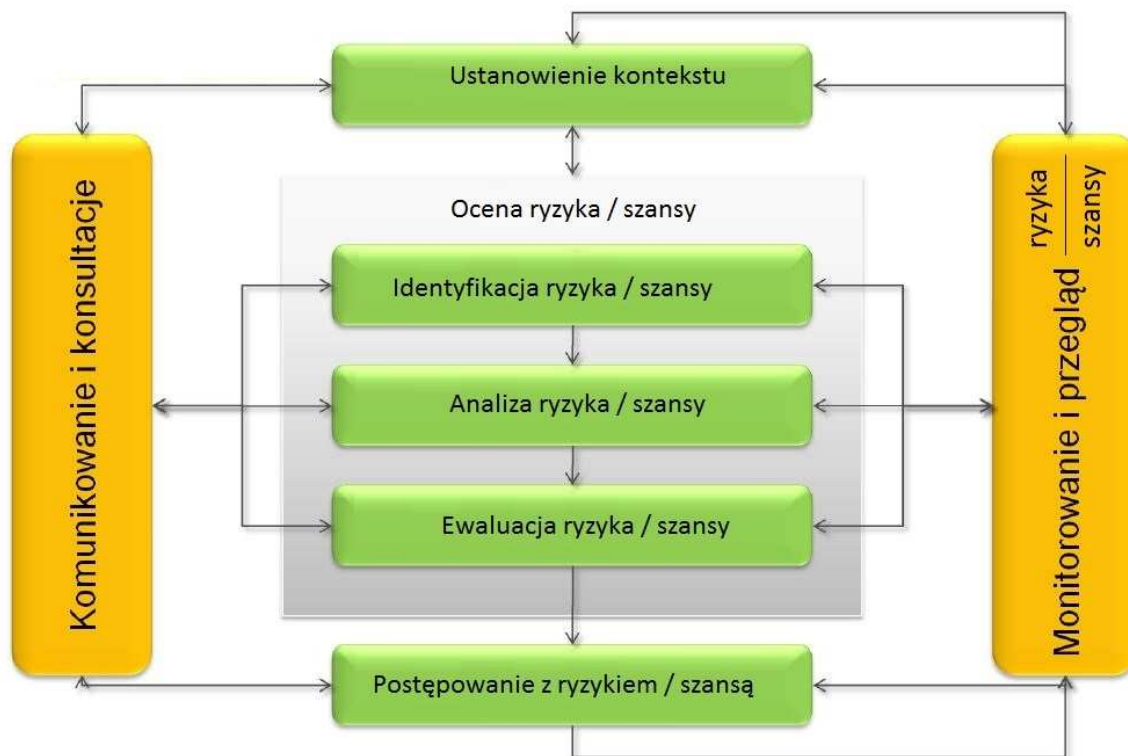 Ustanowienie kontekstu
Komunikowanie i konsultacje
Ocena ryzyka / szansy
Identyfikacja ryzyka / szansy
Analiza ryzyka / szansy
Ewaluacja ryzyka / szansy
Postępowanie z ryzykiem / szansą
Monitorowanie i przegląd
ryzyka
szansy